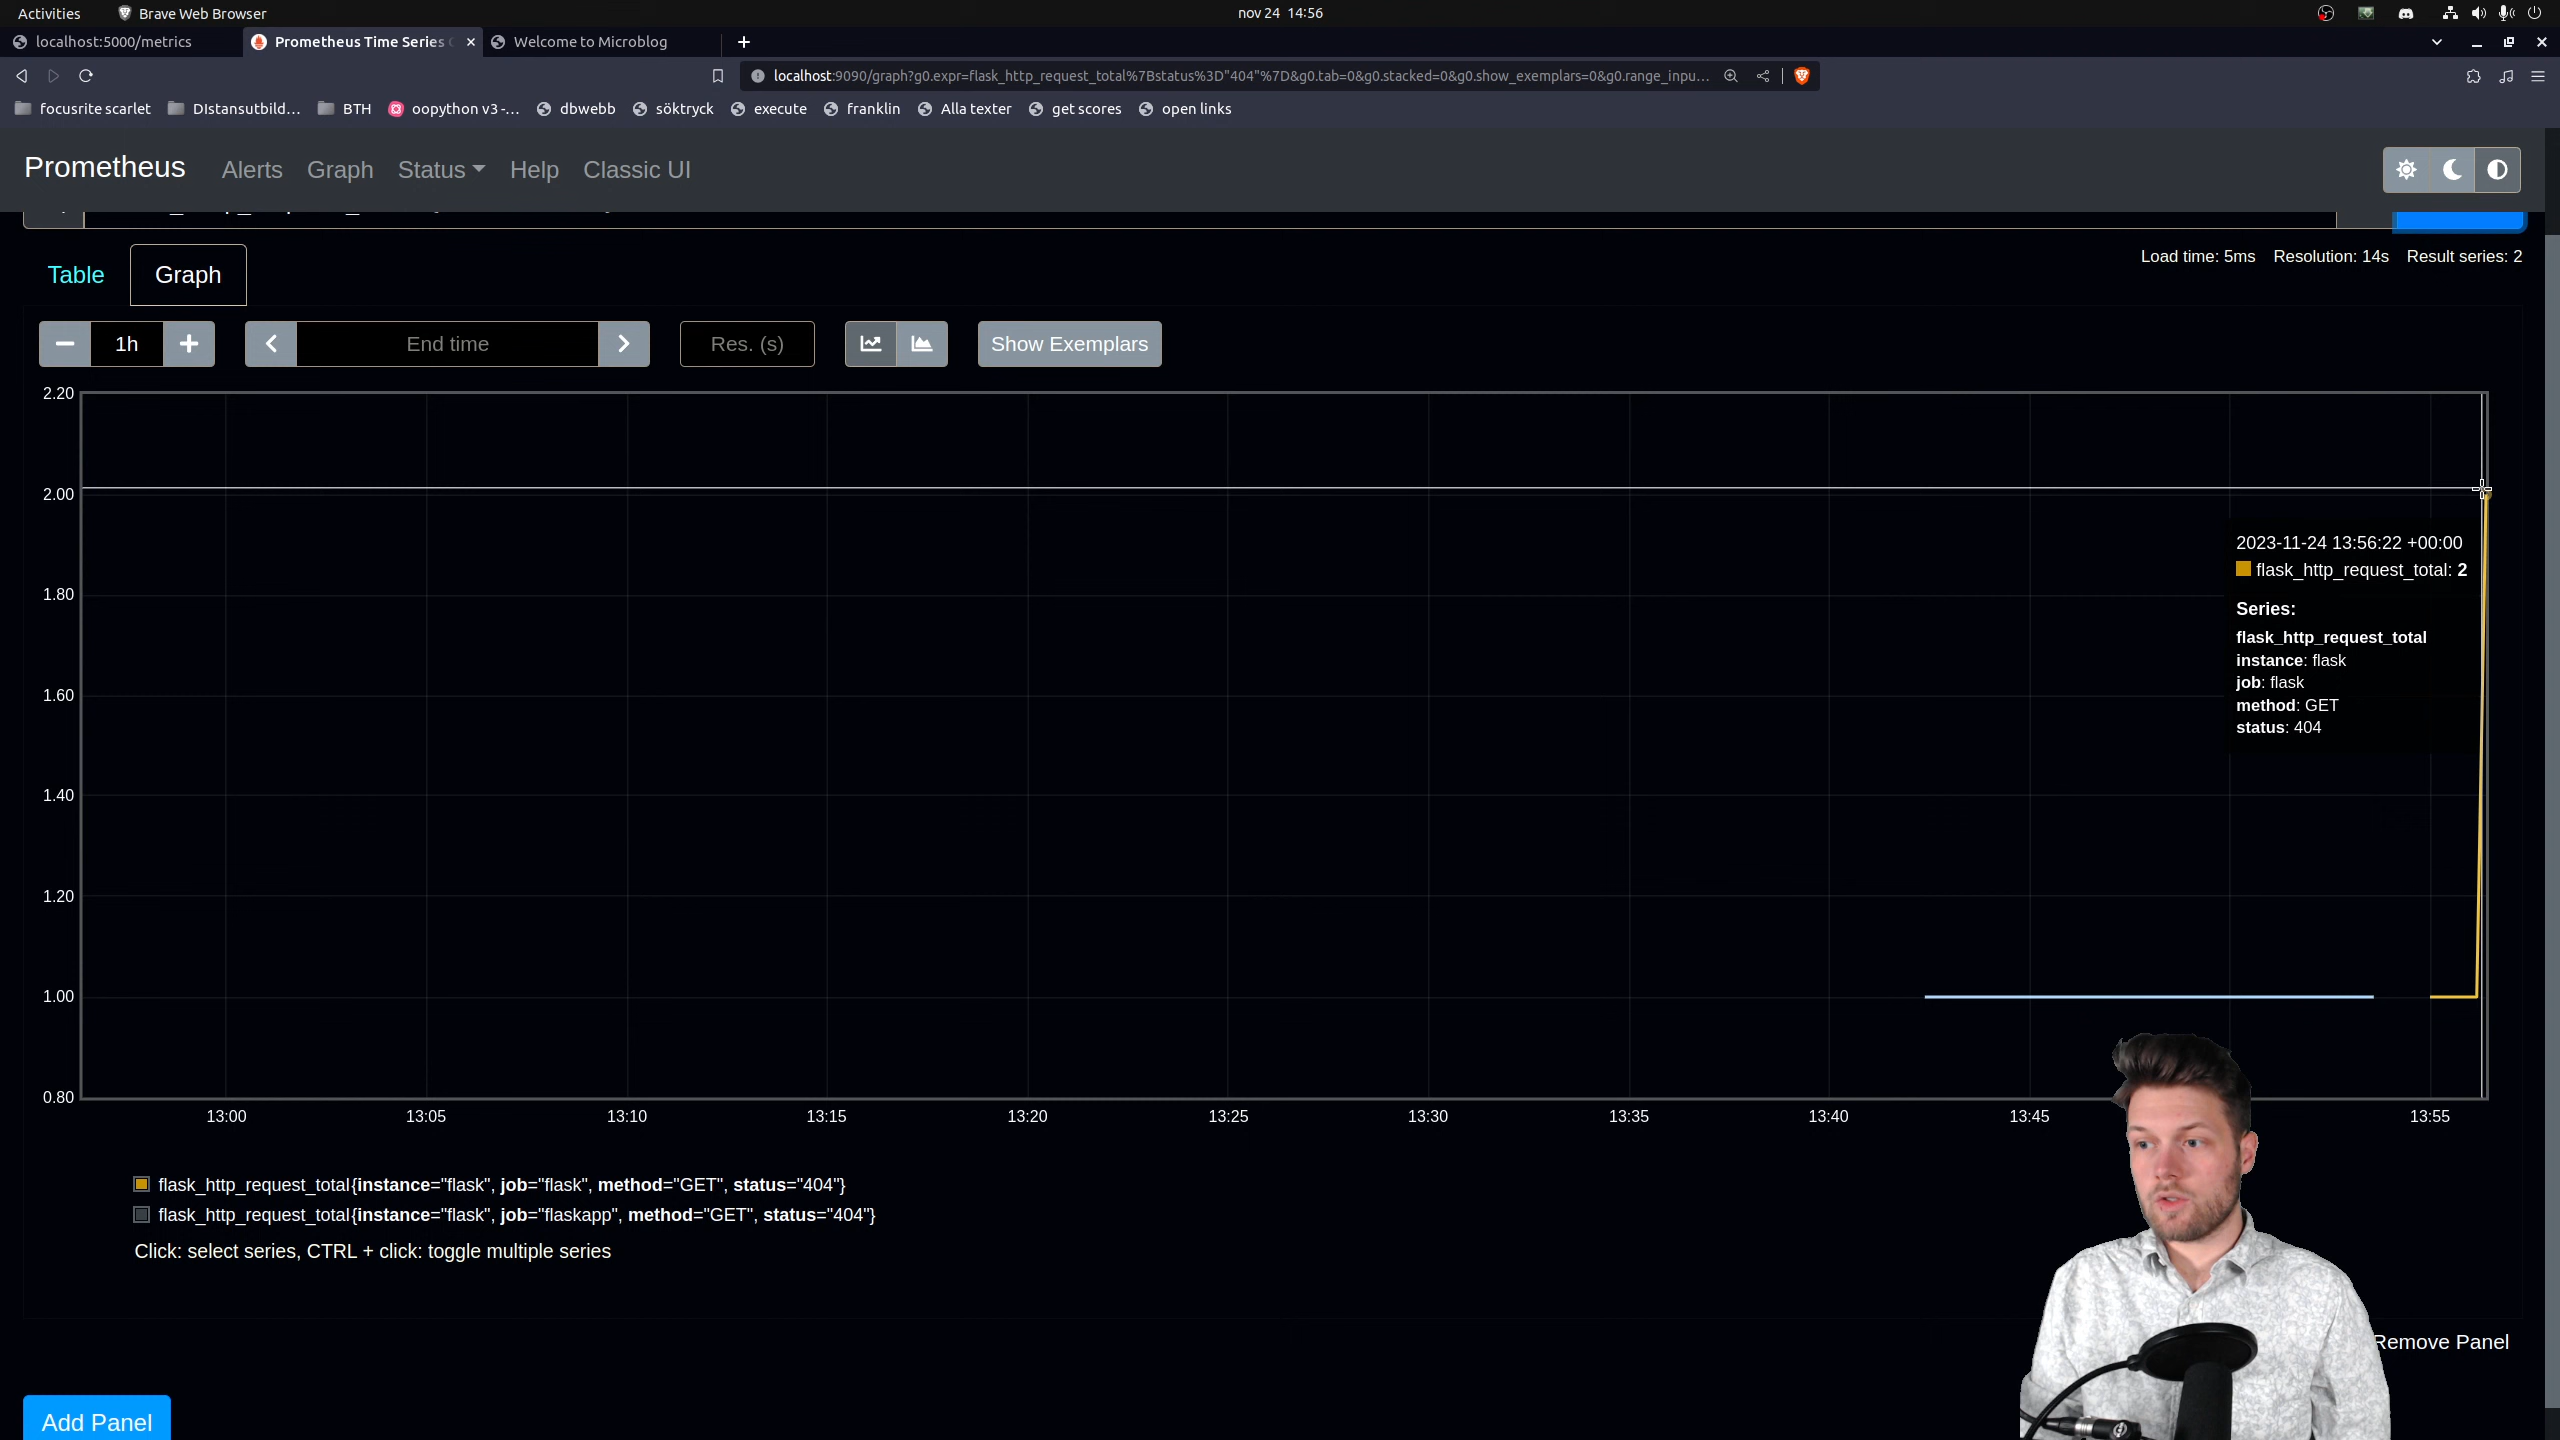 Activities Brave Web Browser nov 24 14:56
localhost:5000/metrics Prometheus Time Series Welcome to Microblog
localhost:9090/graph?g0.expr=flask_http_request_total%7Bstatus%3D"404"%7D&g0.tab=0&g0.stacked=0&g0.show_exemplars=0&g0.range_inpu...
focusrite scarlet DIstansutbild... BTH oopython v3 -... dbwebb söktryck execute franklin Alla texter get scores open links
Prometheus Alerts Graph Status Help Classic UI
Table Graph Load time: 5ms Resolution: 14s Result series: 2
1h End time Res. (s) Show Exemplars
2.20
2.00
1.80
1.60
1.40
1.20
1.00
0.80
2023-11-24 13:56:22 +00:00
flask_http_request_total: 2
Series:
flask_http_request_total
instance: flask
job: flask
method: GET
status: 404
13:00 13:05 13:10 13:15 13:20 13:25 13:30 13:35 13:40 13:45 13:55
flask_http_request_total{instance="flask", job="flask", method="GET", status="404"}
flask_http_request_total{instance="flask", job="flaskapp", method="GET", status="404"}
Click: select series, CTRL + click: toggle multiple series
Remove Panel
Add Panel